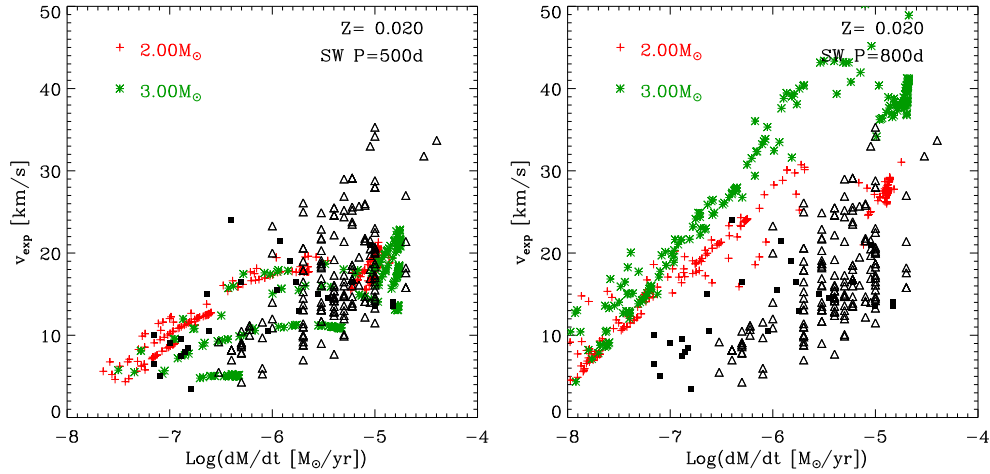 Z= 0.020
SW P=500d
2.00M⊙
3.00M⊙
50
40
30
20
10
0
v_exp [km/s]
-8 -7 -6 -5 -4
Log(dM/dt [M⊙/yr])
Z= 0.020
SW P=800d
2.00M⊙
3.00M⊙
50
40
30
20
10
0
v_exp [km/s]
-8 -7 -6 -5 -4
Log(dM/dt [M⊙/yr])